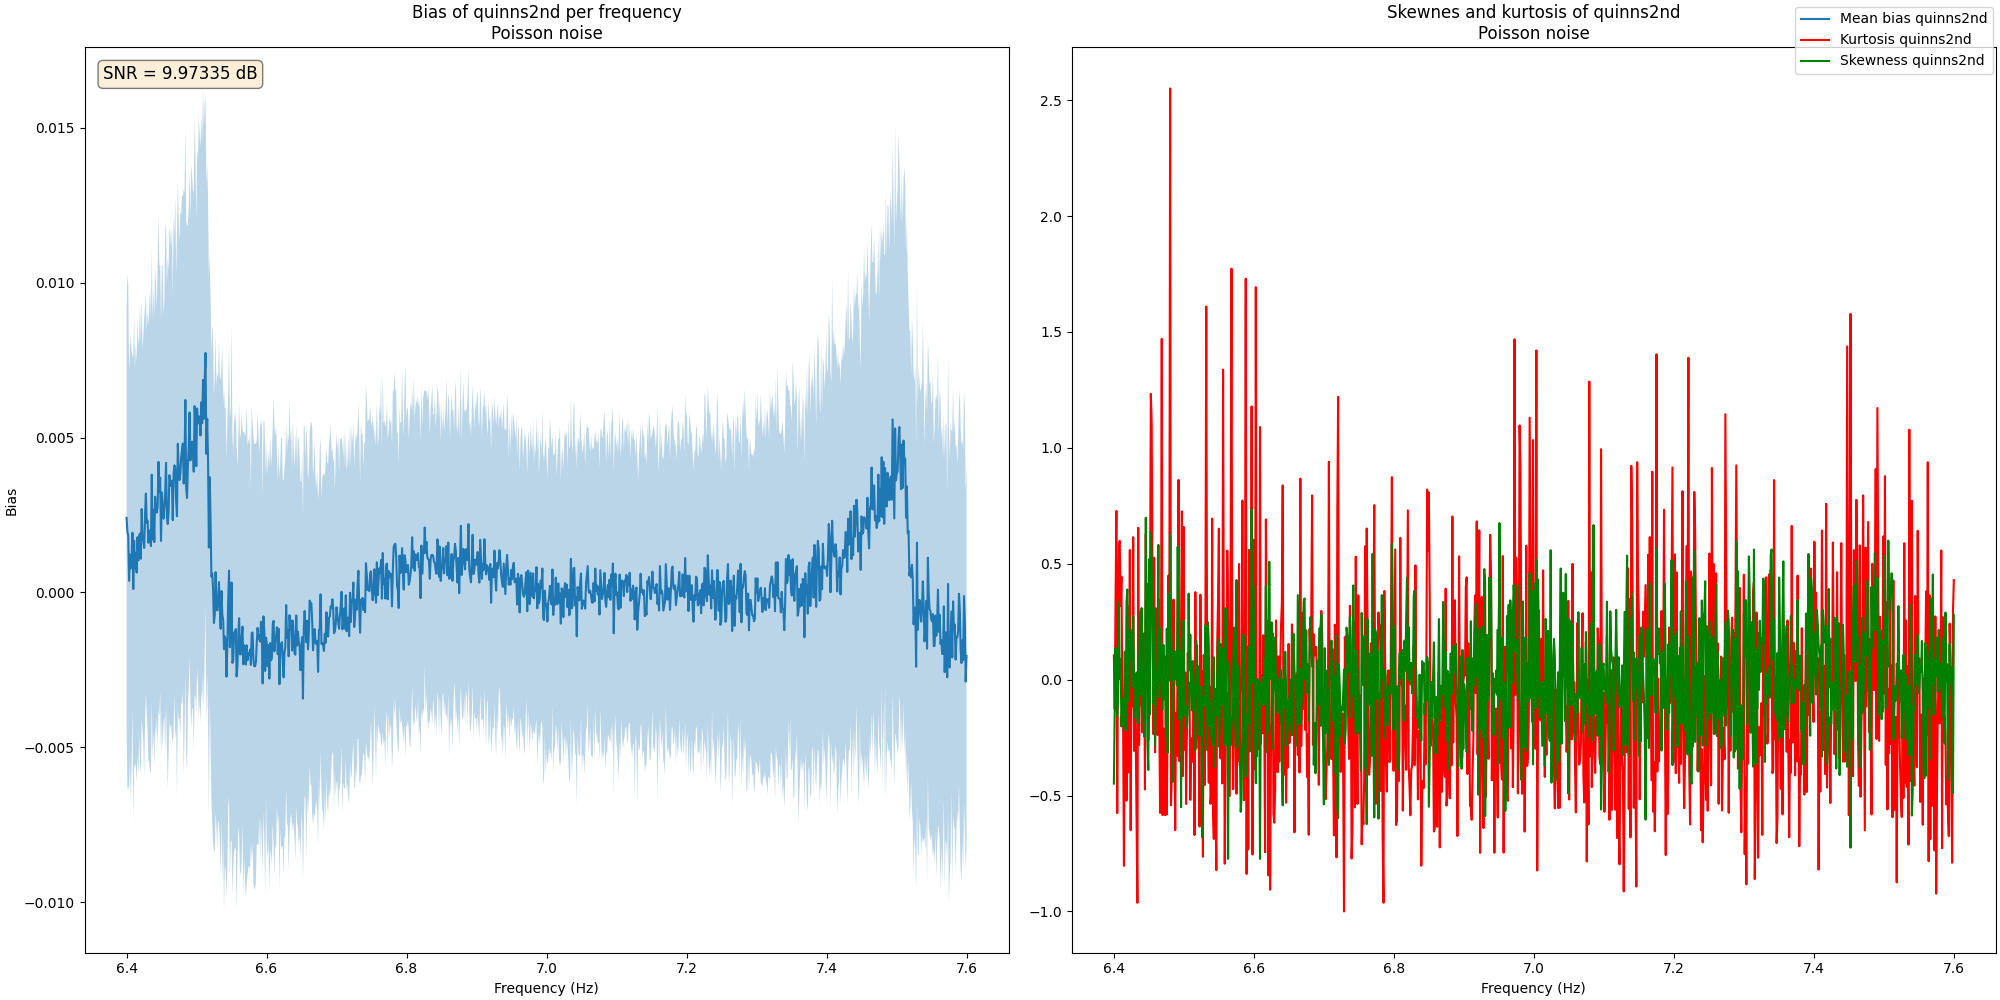 Bias of quinns2nd per frequency
Poisson noise
SNR = 9.97335 dB
0.015
0.010
0.005
0.000
−0.005
−0.010
Bias
6.4 6.6 6.8 7.0 7.2 7.4 7.6
Frequency (Hz)
Skewnes and kurtosis of quinns2nd
Poisson noise
Mean bias quinns2nd
Kurtosis quinns2nd
Skewness quinns2nd
2.5
2.0
1.5
1.0
0.5
0.0
−0.5
−1.0
6.4 6.6 6.8 7.0 7.2 7.4 7.6
Frequency (Hz)